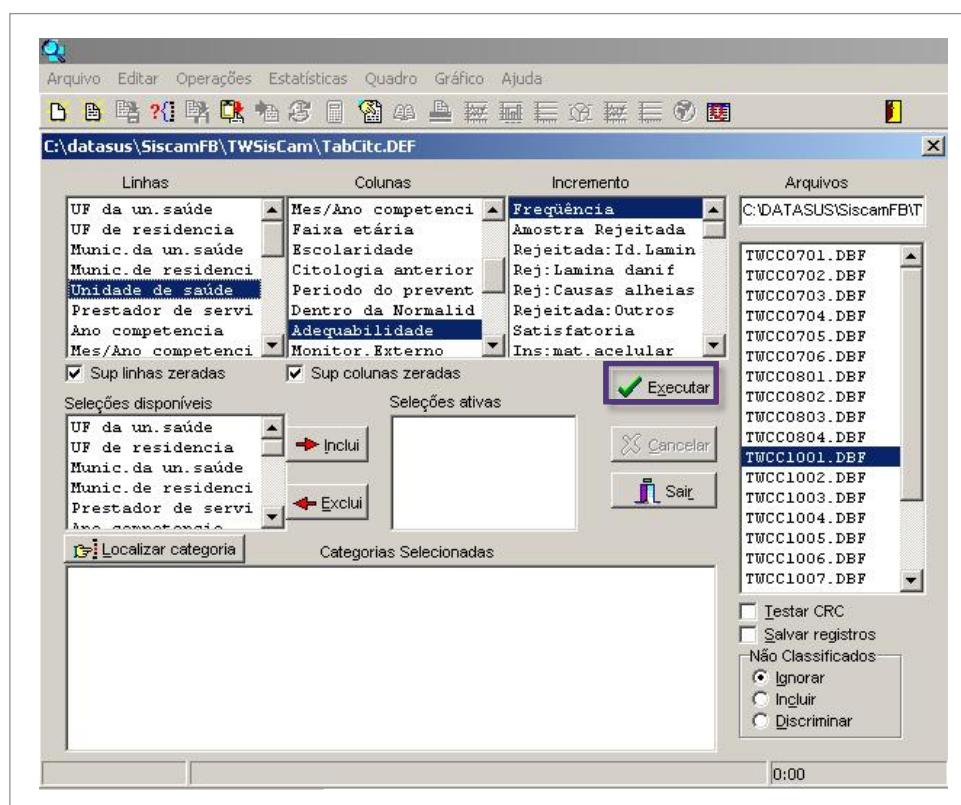 Arquivo Editar Operações Estatísticas Quadro Gráfico Ajuda
C:\datasus\SiscamFB\TWSisCam\TabCitc.DEF
Linhas
UF da un.saúde
UF de residencia
Munic.da un.saúde
Munic.de residenci
Unidade de saúde
Prestador de servi
Ano competencia
Mes/Ano competenci
Sup linhas zeradas
Colunas
Mes/Ano competenci
Faixa etária
Escolaridade
Citologia anterior
Periodo do prevent
Dentro da Normalid
Adequabilidade
Monitor.Externo
Sup colunas zeradas
Incremento
Freqüência
Amostra Rejeitada
Rejeitada:Id.Lamin
Rej:Lamina danif
Rej:Causas alheias
Rejeitada:Outros
Satisfatoria
Ins:mat.acelular
Executar
Cancelar
Sair
Seleções disponíveis
UF da un.saúde
UF de residencia
Munic.da un.saúde
Munic.de residenci
Prestador de servi
Ano competencia
Inclui
Exclui
Seleções ativas
Localizar categoria
Categorias Selecionadas
Arquivos
C:\DATASUS\SiscamFB\T
TWCC0701.DBF
TWCC0702.DBF
TWCC0703.DBF
TWCC0704.DBF
TWCC0705.DBF
TWCC0706.DBF
TWCC0801.DBF
TWCC0802.DBF
TWCC0803.DBF
TWCC0804.DBF
TWCC1001.DBF
TWCC1002.DBF
TWCC1003.DBF
TWCC1004.DBF
TWCC1005.DBF
TWCC1006.DBF
TWCC1007.DBF
Testar CRC
Salvar registros
Não Classificados
Ignorar
Incluir
Discriminar
0:00